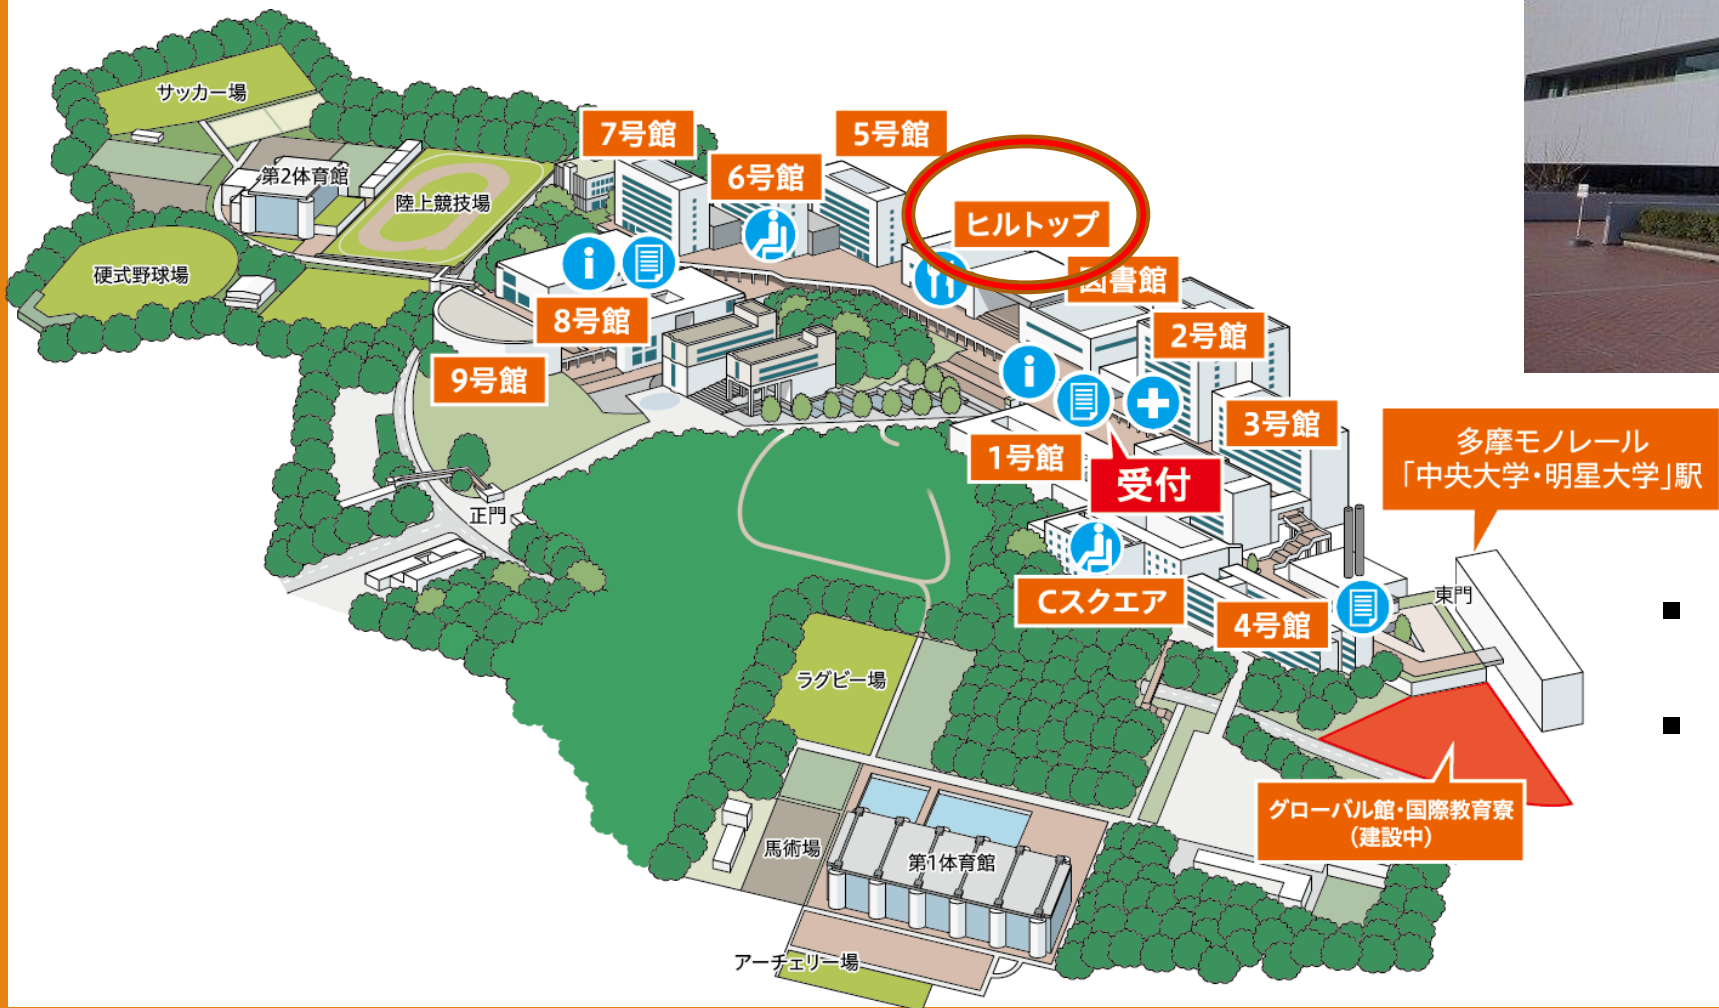 サッカー場
7号館
5号館
6号館
第2体育館
陸上競技場
ヒルトップ
硬式野球場
図書館
8号館
2号館
9号館
3号館
1号館
受付
多摩モノレール
「中央大学・明星大学」駅
正門
東門
Cスクエア
4号館
ラグビー場
グローバル館・国際教育寮
(建設中)
馬術場
第1体育館
アーチェリー場